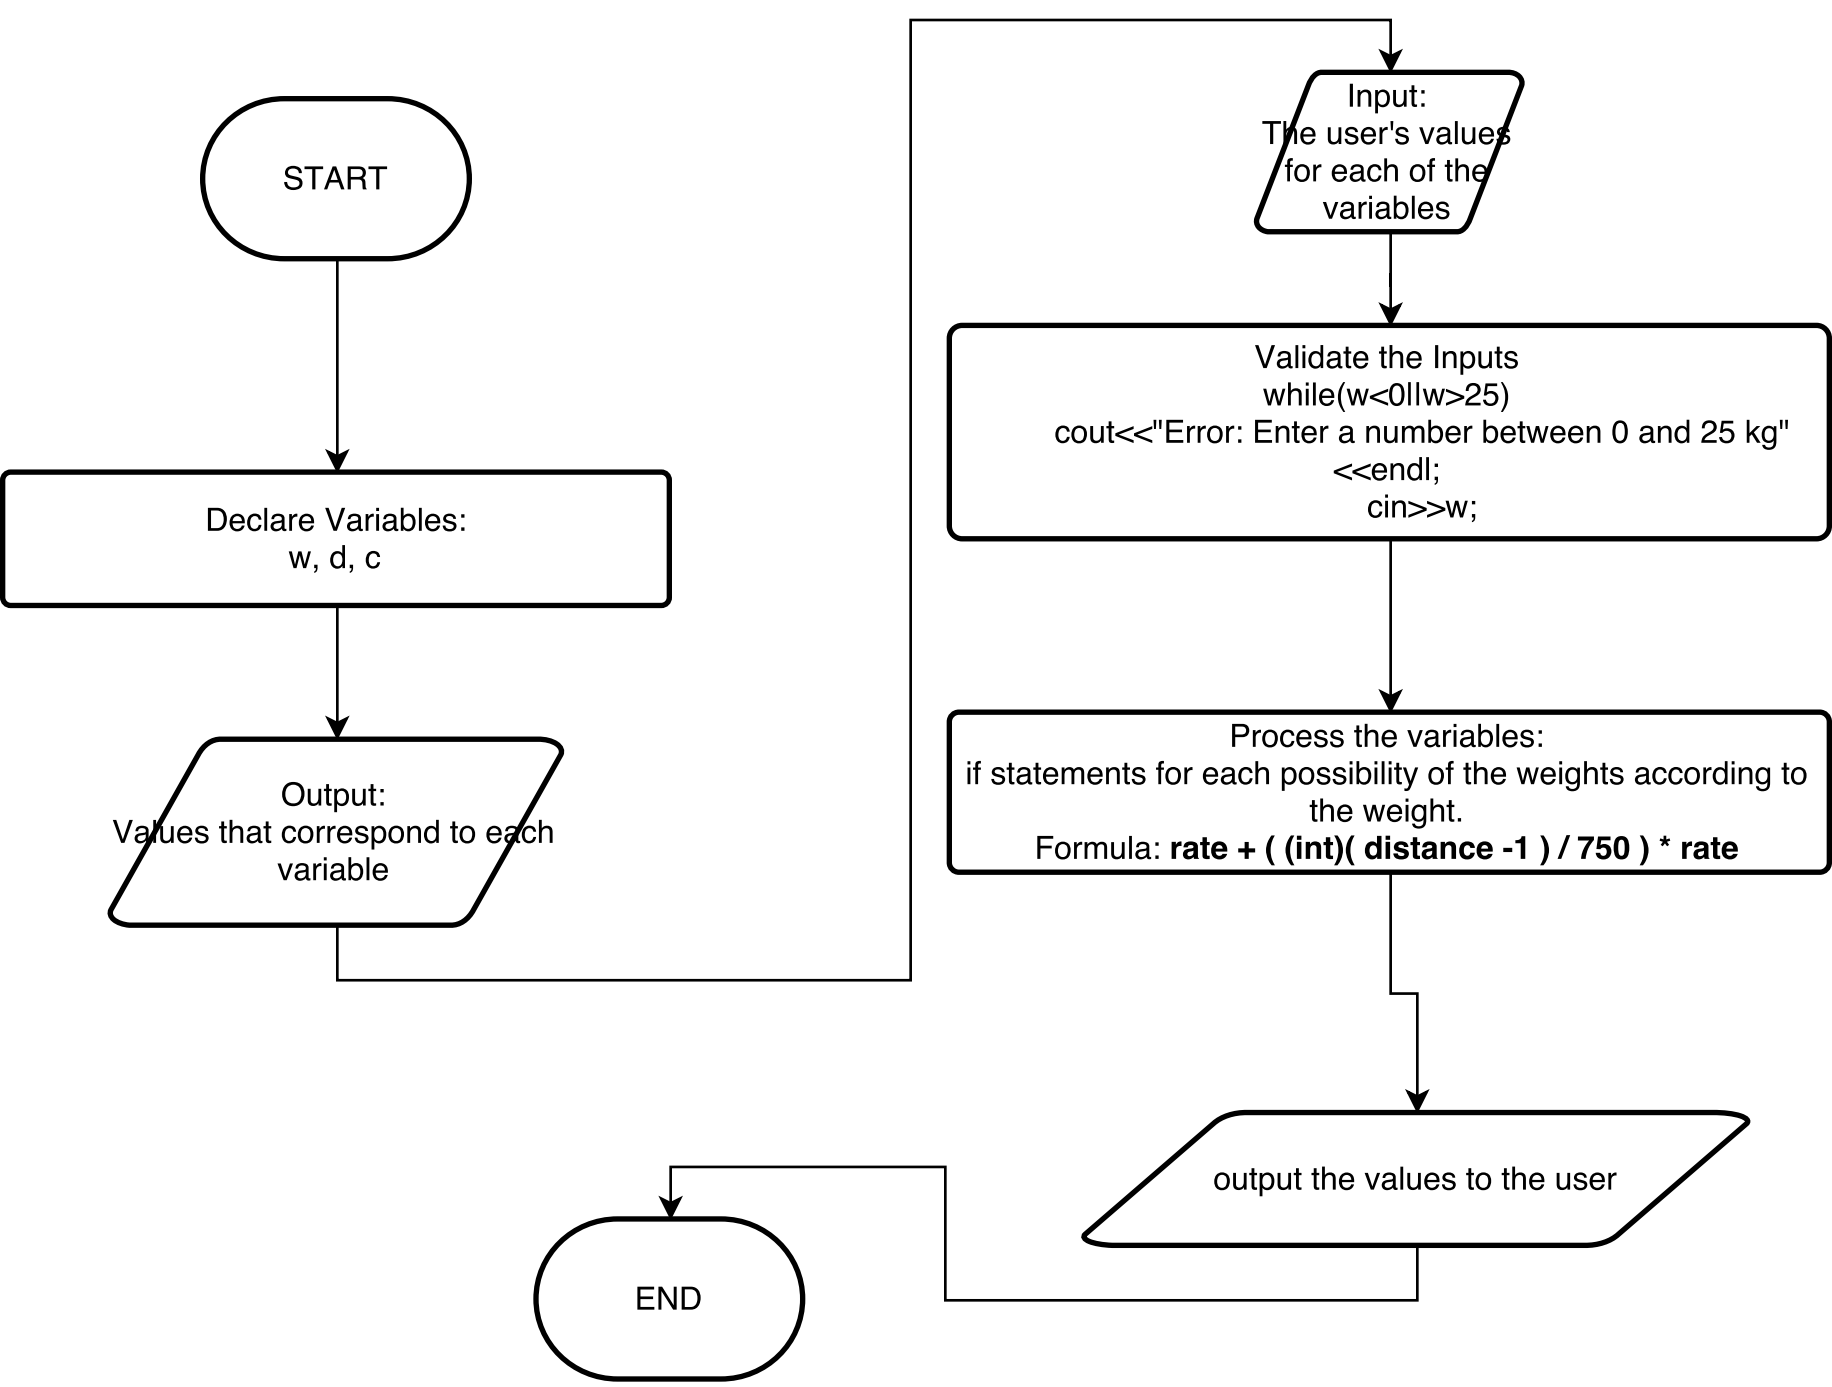 START
Declare Variables:
w, d, c
Output:
Values that correspond to each
variable
Input:
The user's values
for each of the
variables
Validate the Inputs
while(w<0||w>25)
cout<<"Error: Enter a number between 0 and 25 kg"
<<endl;
cin>>w;
Process the variables:
if statements for each possibility of the weights according to
the weight.
Formula: rate + ( (int)( distance -1 ) / 750 ) * rate
output the values to the user
END